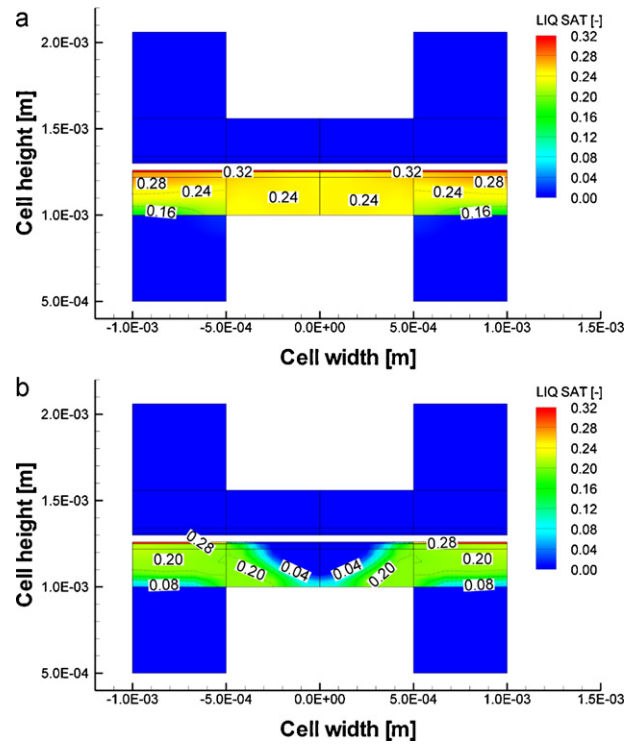 a
LIQ SAT [-]
0.32
0.28
0.24
0.20
0.16
0.12
0.08
0.04
0.00
2.0E-03
1.5E-03
1.0E-03
5.0E-04
Cell height [m]
0.32 0.32
0.28 0.28
0.24 0.24 0.24 0.24
0.16 0.16
-1.0E-03 -5.0E-04 0.0E+00 5.0E-04 1.0E-03 1.5E-03
Cell width [m]
b
LIQ SAT [-]
0.32
0.28
0.24
0.20
0.16
0.12
0.08
0.04
0.00
2.0E-03
1.5E-03
1.0E-03
5.0E-04
Cell height [m]
0.28 0.28
0.20 0.20 0.04 0.04 0.20 0.20
0.08 0.08
-1.0E-03 -5.0E-04 0.0E+00 5.0E-04 1.0E-03 1.5E-03
Cell width [m]